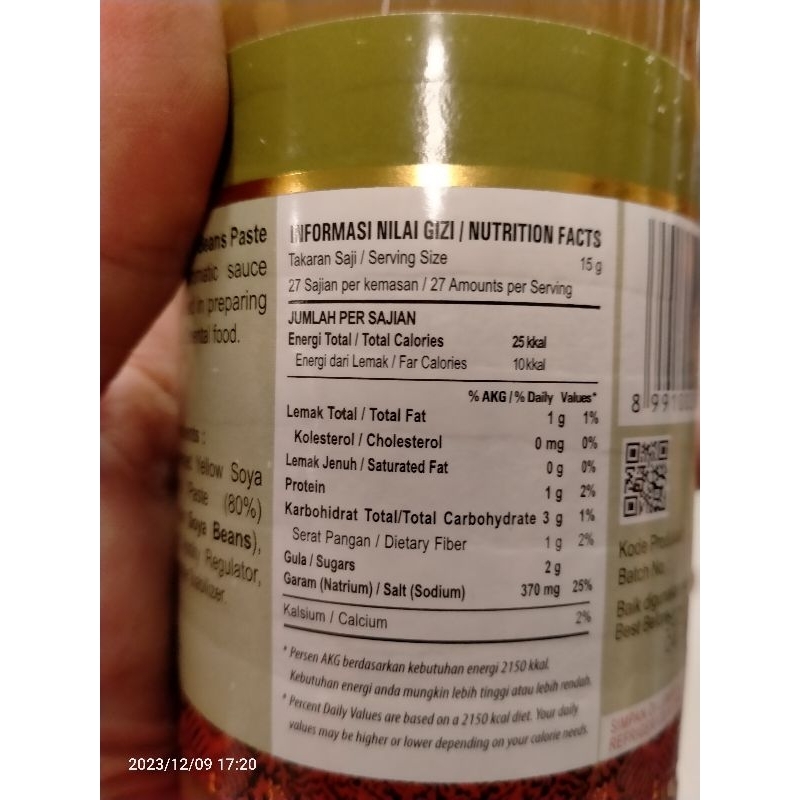 Beans Paste
sauce
in preparing
food.
INFORMASI NILAI GIZI / NUTRITION FACTS
Takaran Saji / Serving Size 15 g
27 Sajian per kemasan / 27 Amounts per Serving
JUMLAH PER SAJIAN
Energi Total / Total Calories 25 kkal
Energi dari Lemak / Far Calories 10 kkal
% AKG / % Daily Values*
Lemak Total / Total Fat 1 g 1%
Kolesterol / Cholesterol 0 mg 0%
Lemak Jenuh / Saturated Fat 0 g 0%
Protein 1 g 2%
Karbohidrat Total/Total Carbohydrate 3 g 1%
Serat Pangan / Dietary Fiber 1 g 2%
Gula / Sugars 2 g
Garam (Natrium) / Salt (Sodium) 370 mg 25%
Kalsium / Calcium 2%
* Persen AKG berdasarkan kebutuhan energi 2150 kkal.
Kebutuhan energi anda mungkin lebih tinggi atau lebih rendah.
* Percent Daily Values are based on a 2150 kcal diet. Your daily
values may be higher or lower depending on your calorie needs.
Yellow Soya
Paste (80%)
Soya Beans),
Regulator,
8 991
Kode
Batch No
Baik
Best Before
2023/12/09 17:20